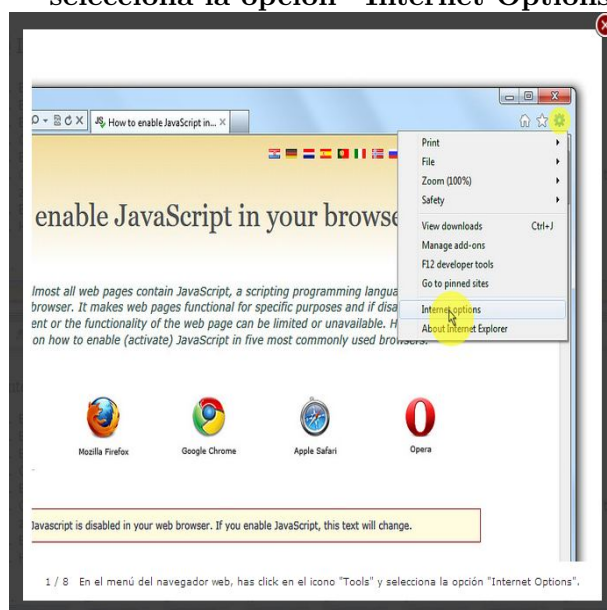 selecciona la opción "Internet Options
How to enable JavaScript in... X
Print
File
Zoom (100%)
Safety
View downloads Ctrl+J
Manage add-ons
F12 developer tools
Go to pinned sites
Internet options
About Internet Explorer
enable JavaScript in your browse
lmost all web pages contain JavaScript, a scripting programming langua
browser. It makes web pages functional for specific purposes and if disa
ent or the functionality of the web page can be limited or unavailable. H
on how to enable (activate) JavaScript in five most commonly used browsers.
Mozilla Firefox
Google Chrome
Apple Safari
Opera
Javascript is disabled in your web browser. If you enable JavaScript, this text will change.
1 / 8 En el menú del navegador web, has click en el icono "Tools" y selecciona la opción "Internet Options".